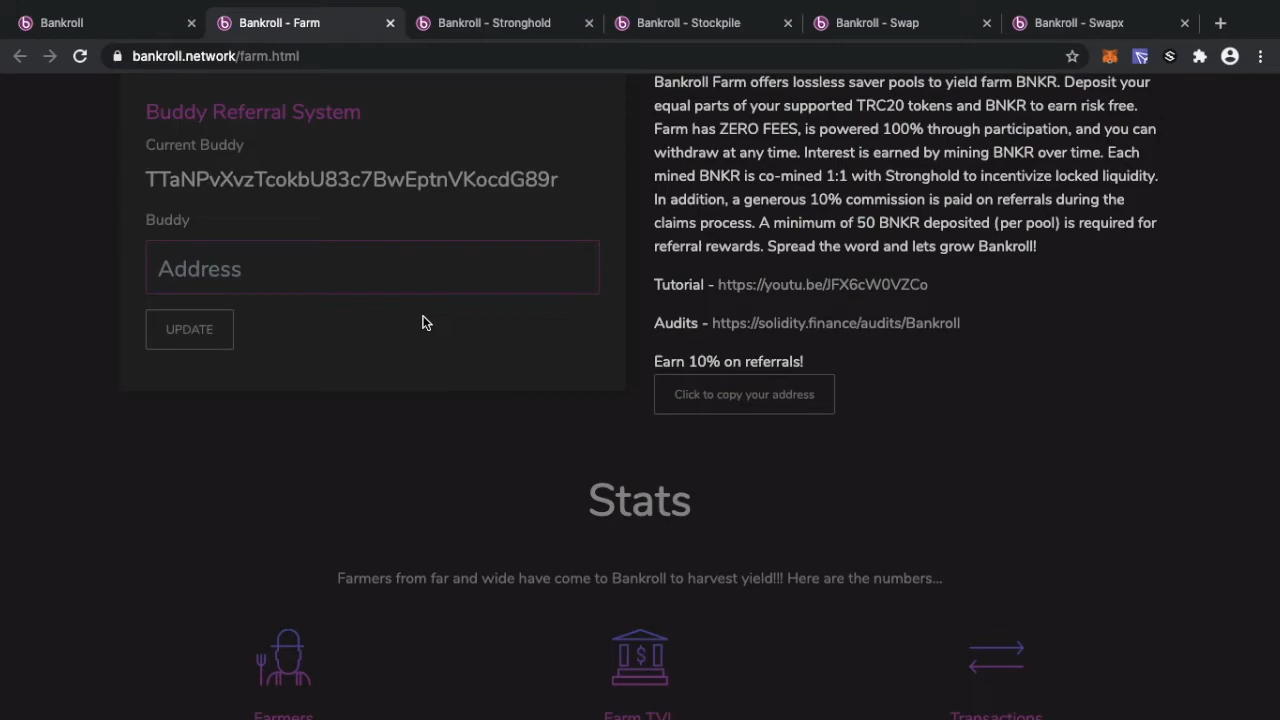 Bankroll
Bankroll - Farm
Bankroll - Stronghold
Bankroll - Stockpile
Bankroll - Swap
Bankroll - Swapx
bankroll.network/farm.html
Buddy Referral System
Current Buddy
TTaNPvXvzTcokbU83c7BwEptnVKocdG89r
Buddy
Address
UPDATE
Bankroll Farm offers lossless saver pools to yield farm BNKR. Deposit your
equal parts of your supported TRC20 tokens and BNKR to earn risk free.
Farm has ZERO FEES, is powered 100% through participation, and you can
withdraw at any time. Interest is earned by mining BNKR over time. Each
mined BNKR is co-mined 1:1 with Stronghold to incentivize locked liquidity.
In addition, a generous 10% commission is paid on referrals during the
claims process. A minimum of 50 BNKR deposited (per pool) is required for
referral rewards. Spread the word and lets grow Bankroll!
Tutorial - https://youtu.be/JFX6cW0VZCo
Audits - https://solidity.finance/audits/Bankroll
Earn 10% on referrals!
Click to copy your address
Stats
Farmers from far and wide have come to Bankroll to harvest yield!!! Here are the numbers...
Farmers
Farm TVL
Transactions